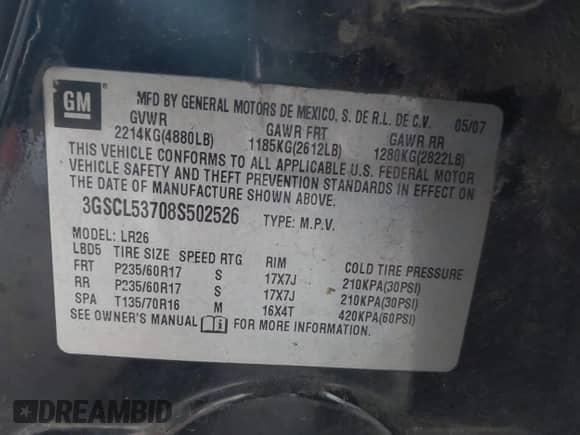 GM
MFD BY GENERAL MOTORS DE MEXICO, S. DE R.L. DE C.V. 05/07
GVWR GAWR FRT GAWR RR
2214KG(4880LB) 1185KG(2612LB) 1280KG(2822LB)
THIS VEHICLE CONFORMS TO ALL APPLICABLE U.S. FEDERAL MOTOR
VEHICLE SAFETY AND THEFT PREVENTION STANDARDS IN EFFECT ON
THE DATE OF MANUFACTURE SHOWN ABOVE.
3GSCL53708S502526 TYPE: M.P.V.
MODEL: LR26
LBD5 TIRE SIZE SPEED RTG RIM COLD TIRE PRESSURE
FRT P235/60R17 S 17X7J 210KPA(30PSI)
RR P235/60R17 S 17X7J 210KPA(30PSI)
SPA T135/70R16 M 16X4T 420KPA(60PSI)
SEE OWNER'S MANUAL i FOR MORE INFORMATION.
DREAMBID